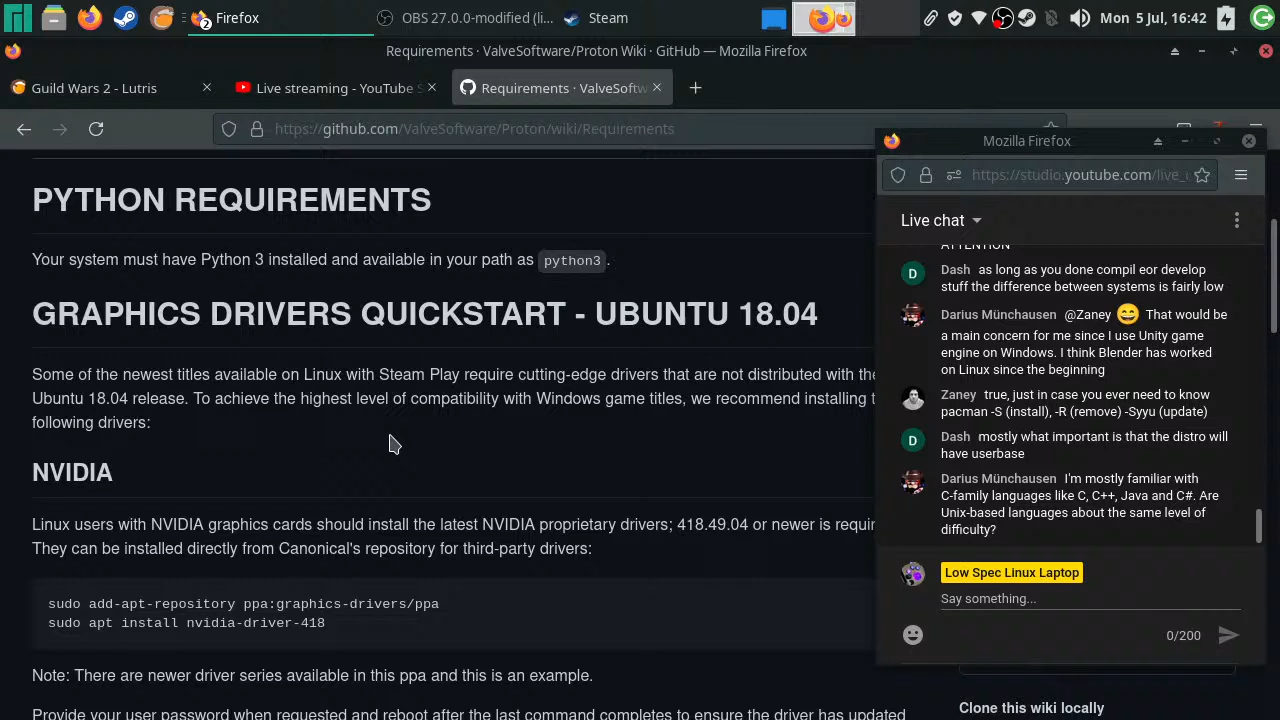 Firefox
2
OBS 27.0.0-modified (li...
Steam
Mon 5 Jul, 16:42
Requirements · ValveSoftware/Proton Wiki · GitHub — Mozilla Firefox
Guild Wars 2 - Lutris
Live streaming - YouTube S
Requirements · ValveSoftw
https://github.com/ValveSoftware/Proton/wiki/Requirements
PYTHON REQUIREMENTS
Your system must have Python 3 installed and available in your path as python3.
GRAPHICS DRIVERS QUICKSTART - UBUNTU 18.04
Some of the newest titles available on Linux with Steam Play require cutting-edge drivers that are not distributed with the
Ubuntu 18.04 release. To achieve the highest level of compatibility with Windows game titles, we recommend installing t
following drivers:
NVIDIA
Linux users with NVIDIA graphics cards should install the latest NVIDIA proprietary drivers; 418.49.04 or newer is requir
They can be installed directly from Canonical's repository for third-party drivers:
sudo add-apt-repository ppa:graphics-drivers/ppa
sudo apt install nvidia-driver-418
Note: There are newer driver series available in this ppa and this is an example.
Provide your user password when requested and reboot after the last command completes to ensure the driver has updated
Mozilla Firefox
https://studio.youtube.com/live_
Live chat
ATTENTION
D
Dash as long as you done compil eor develop
stuff the difference between systems is fairly low
Darius Münchausen @Zaney 😄 That would be
a main concern for me since I use Unity game
engine on Windows. I think Blender has worked
on Linux since the beginning
Zaney true, just in case you ever need to know
pacman -S (install), -R (remove) -Syyu (update)
D
Dash mostly what important is that the distro will
have userbase
Darius Münchausen I'm mostly familiar with
C-family languages like C, C++, Java and C#. Are
Unix-based languages about the same level of
difficulty?
Low Spec Linux Laptop
Say something...
0/200
Clone this wiki locally